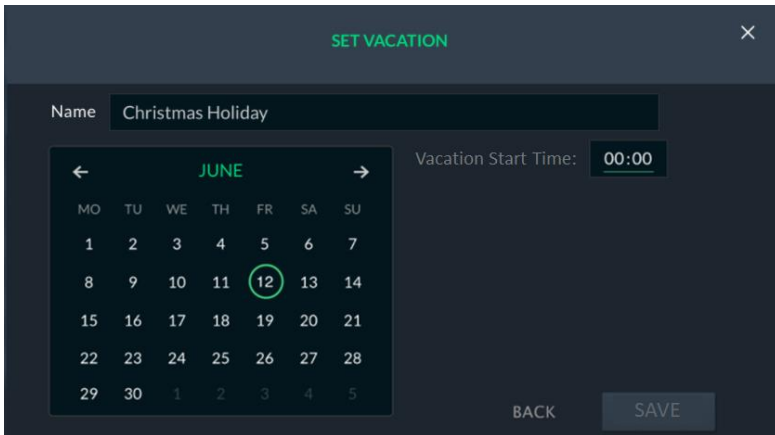 SET VACATION
Name Christmas Holiday
JUNE
Vacation Start Time: 00:00
MO TU WE TH FR SA SU
1 2 3 4 5 6 7
8 9 10 11 12 13 14
15 16 17 18 19 20 21
22 23 24 25 26 27 28
29 30 1 2 3 4 5
BACK SAVE